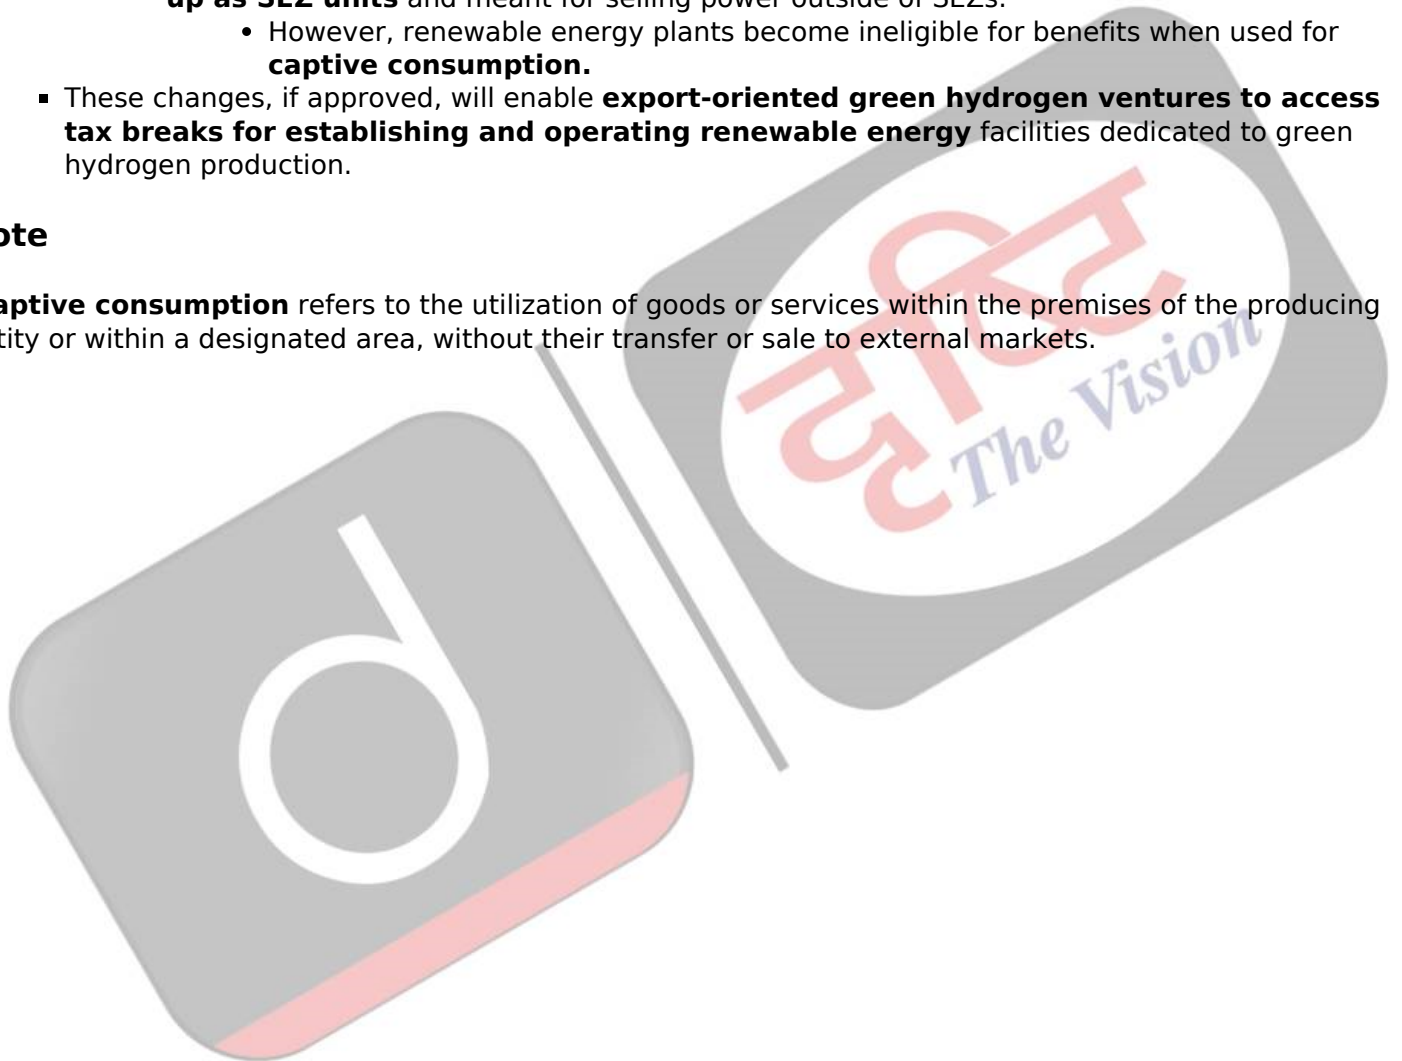 up as SEZ units and meant for selling power outside of SEZs.
• However, renewable energy plants become ineligible for benefits when used for
captive consumption.
▪ These changes, if approved, will enable export-oriented green hydrogen ventures to access
tax breaks for establishing and operating renewable energy facilities dedicated to green
hydrogen production.
ote
aptive consumption refers to the utilization of goods or services within the premises of the producing
tity or within a designated area, without their transfer or sale to external markets.
दृष्टि
The Vision
d